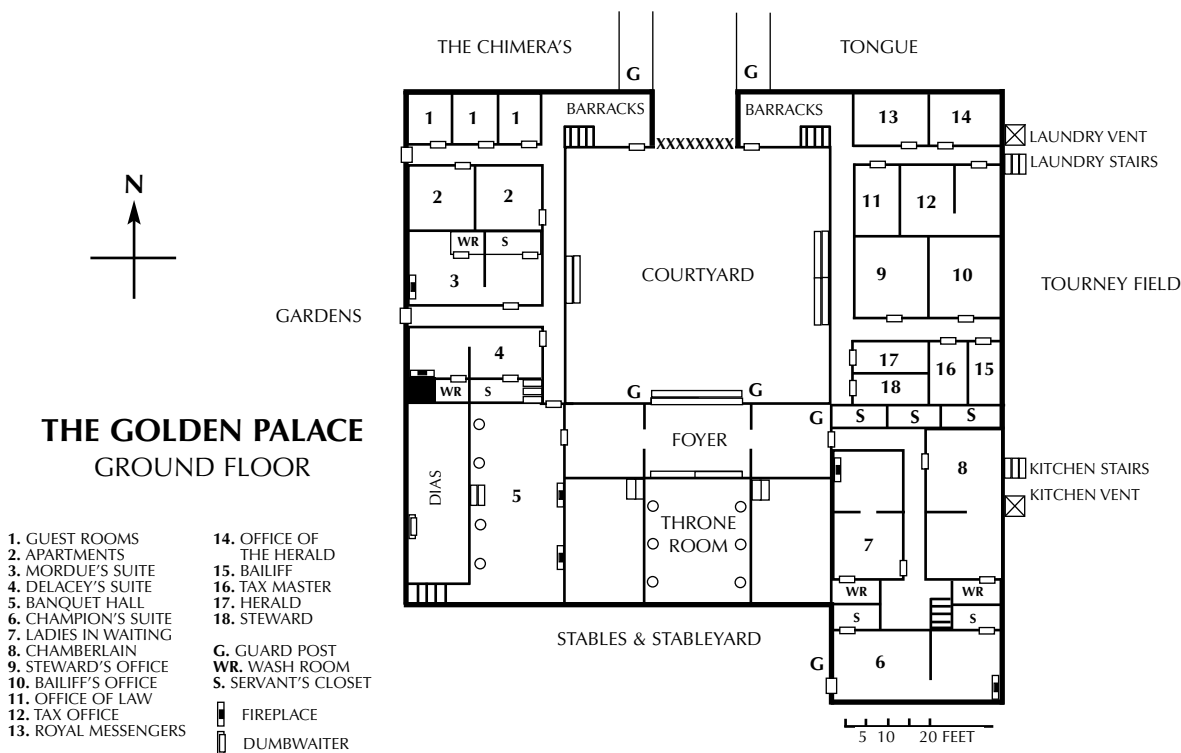 THE CHIMERA'S TONGUE
G G
BARRACKS BARRACKS
1 1 1 13 14
LAUNDRY VENT
LAUNDRY STAIRS
N
2 2 11 12
WR S
3 COURTYARD 9 10
TOURNEY FIELD
GARDENS
4 17 16 15
18
WR S G G
G S S S
THE GOLDEN PALACE
GROUND FLOOR
FOYER
8 KITCHEN STAIRS
KITCHEN VENT
DIAS 5
THRONE
ROOM
7
WR WR
S S
STABLES & STABLEYARD
G 6
5 10 20 FEET
1. GUEST ROOMS
2. APARTMENTS
3. MORDUE'S SUITE
4. DELACEY'S SUITE
5. BANQUET HALL
6. CHAMPION'S SUITE
7. LADIES IN WAITING
8. CHAMBERLAIN
9. STEWARD'S OFFICE
10. BAILIFF'S OFFICE
11. OFFICE OF LAW
12. TAX OFFICE
13. ROYAL MESSENGERS
14. OFFICE OF
THE HERALD
15. BAILIFF
16. TAX MASTER
17. HERALD
18. STEWARD
G. GUARD POST
WR. WASH ROOM
S. SERVANT'S CLOSET
FIREPLACE
DUMBWAITER